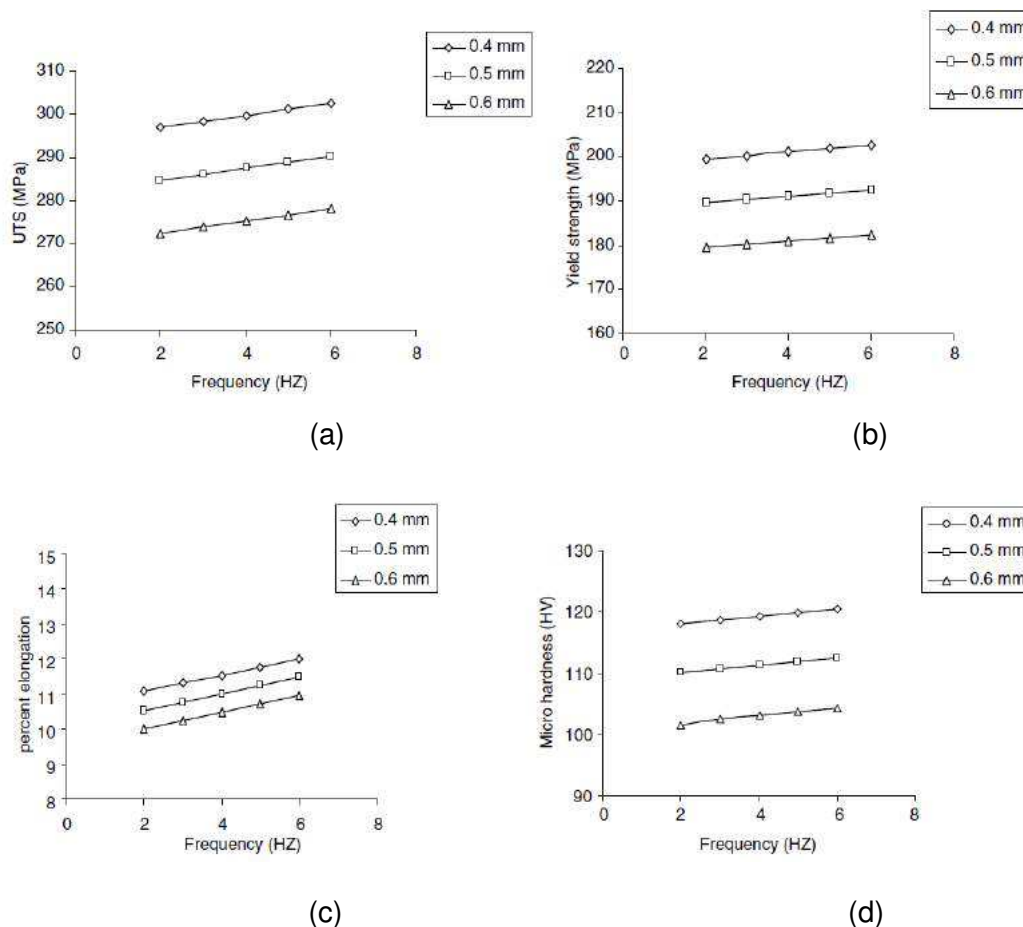 0.4 mm
0.5 mm
0.6 mm
310
300
290
280
270
260
250
UTS (MPa)
0 2 4 6 8
Frequency (HZ)
(a)
0.4 mm
0.5 mm
0.6 mm
220
210
200
190
180
170
160
Yield strength (MPa)
0 2 4 6 8
Frequency (HZ)
(b)
0.4 mm
0.5 mm
0.6 mm
15
14
13
12
11
10
9
8
percent elongation
0 2 4 6 8
Frequency (HZ)
(c)
0.4 mm
0.5 mm
0.6 mm
130
120
110
100
90
Micro hardness (HV)
0 2 4 6 8
Frequency (HZ)
(d)